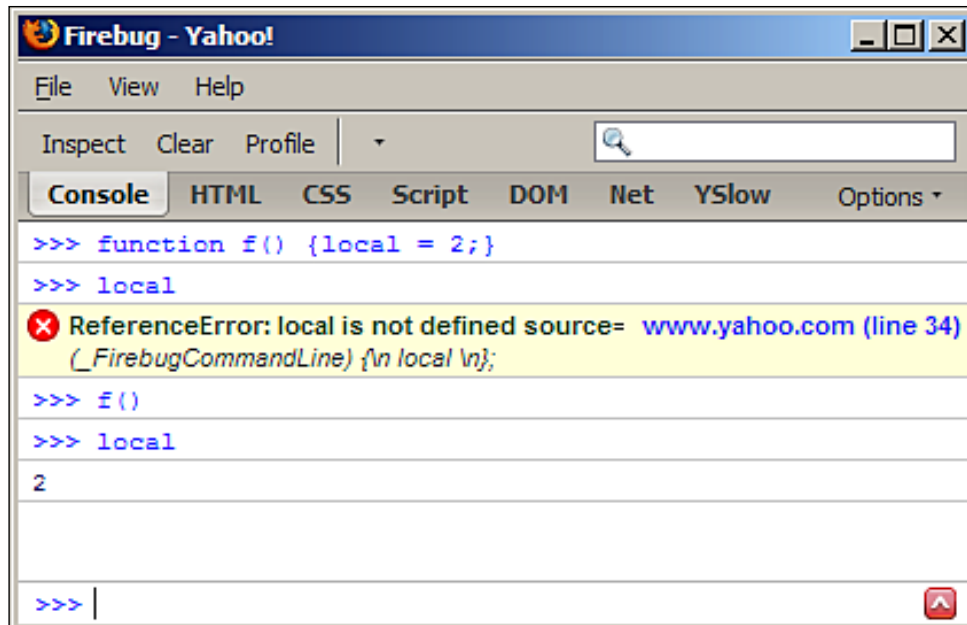 Firebug - Yahoo!
File View Help
Inspect Clear Profile
Console HTML CSS Script DOM Net YSlow Options
>>> function f() {local = 2;}
>>> local
ReferenceError: local is not defined source= www.yahoo.com (line 34)
(_FirebugCommandLine) {\n local \n};
>>> f()
>>> local
2
>>>